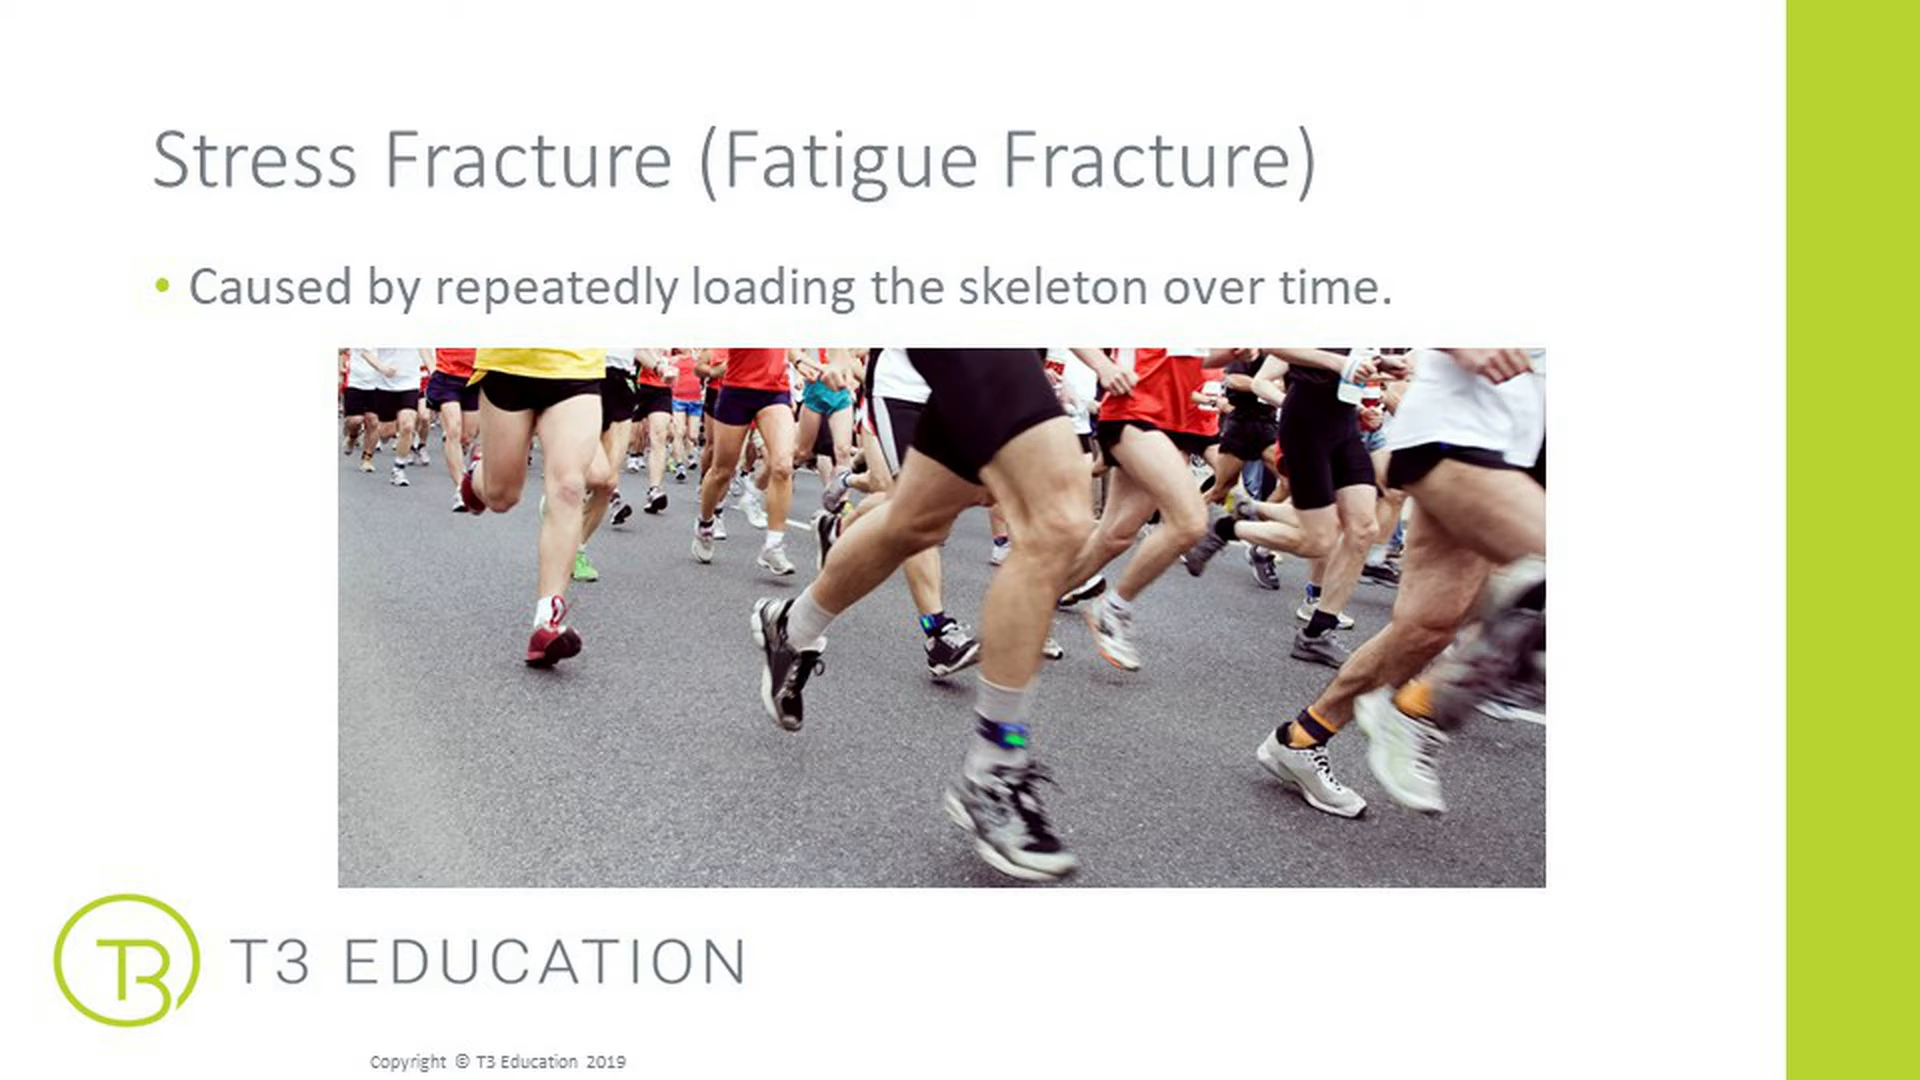 Stress Fracture (Fatigue Fracture)
• Caused by repeatedly loading the skeleton over time.
T3 EDUCATION
Copyright © T3 Education 2019